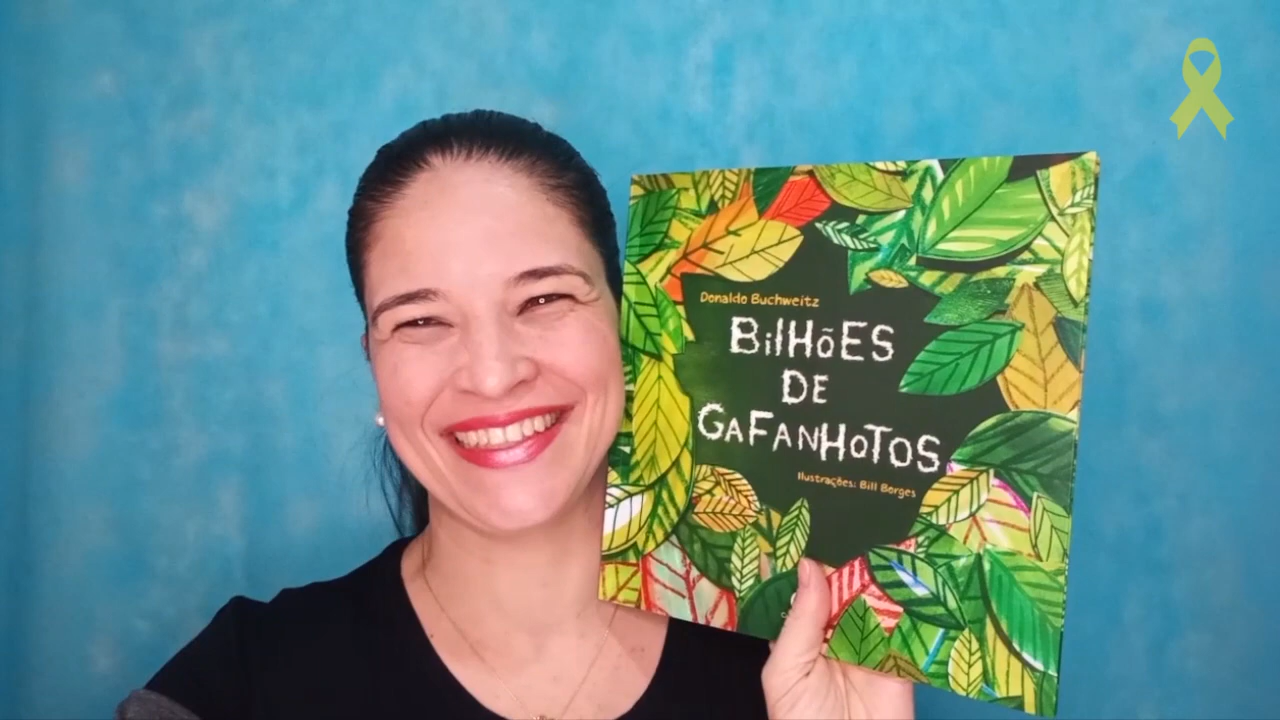 Donaldo Buchweitz
BilHÕES
DE
GAFANHOTOS
Ilustrações: Bill Borges